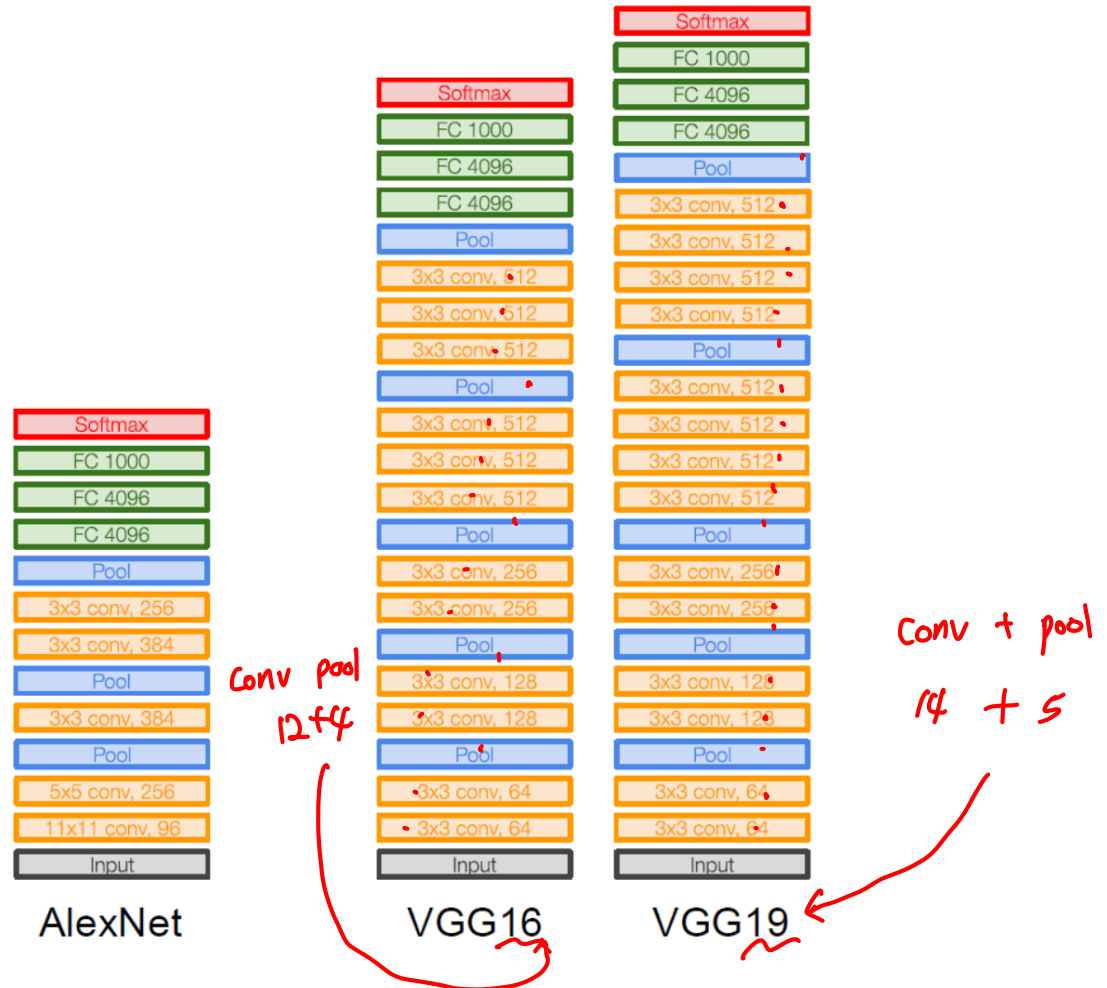 Softmax
FC 1000
FC 4096
FC 4096
Pool
3x3 conv, 256
3x3 conv, 384
Pool
3x3 conv, 384
Pool
5x5 conv, 256
11x11 conv, 96
Input
AlexNet
conv pool
12+4
Softmax
FC 1000
FC 4096
FC 4096
Pool
3x3 conv, 512
3x3 conv, 512
3x3 conv, 512
Pool
3x3 conv, 512
3x3 conv, 512
3x3 conv, 512
Pool
3x3 conv, 256
3x3 conv, 256
Pool
3x3 conv, 128
3x3 conv, 128
Pool
3x3 conv, 64
3x3 conv, 64
Input
VGG16
Softmax
FC 1000
FC 4096
FC 4096
Pool
3x3 conv, 512
3x3 conv, 512
3x3 conv, 512
3x3 conv, 512
Pool
3x3 conv, 512
3x3 conv, 512
3x3 conv, 512
3x3 conv, 512
Pool
3x3 conv, 256
3x3 conv, 256
Pool
3x3 conv, 128
3x3 conv, 128
Pool
3x3 conv, 64
3x3 conv, 64
Input
VGG19
conv + pool
14 + 5